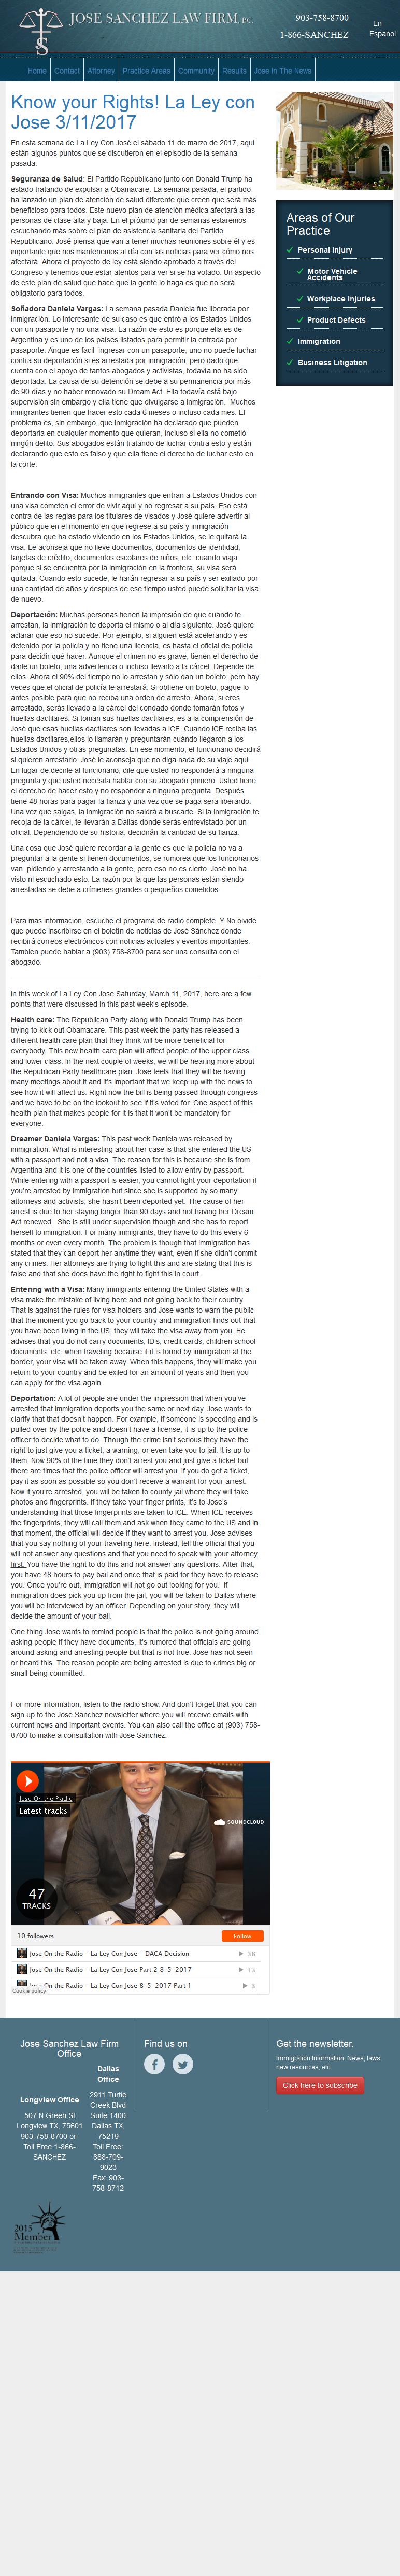 JOSE SANCHEZ LAW FIRM, P.C.
903-758-8700
1-866-SANCHEZ
En
Espanol
Home
Contact
Attorney
Practice Areas
Community
Results
Jose In The News
Know your Rights! La Ley con
Jose 3/11/2017
En esta semana de La Ley Con José el sábado 11 de marzo de 2017, aquí
están algunos puntos que se discutieron en el episodio de la semana
pasada.
Seguranza de Salud: El Partido Republicano junto con Donald Trump ha
estado tratando de expulsar a Obamacare. La semana pasada, el partido
ha lanzado un plan de atención de salud diferente que creen que será más
beneficioso para todos. Este nuevo plan de atención médica afectará a las
personas de clase alta y baja. En el próximo par de semanas estaremos
escuchando más sobre el plan de asistencia sanitaria del Partido
Republicano. José piensa que van a tener muchas reuniones sobre él y es
importante que nos mantenemos al día con las noticias para ver cómo nos
afectará. Ahora el proyecto de ley está siendo aprobado a través del
Congreso y tenemos que estar atentos para ver si se ha votado. Un aspecto
de este plan de salud que hace que la gente lo haga es que no será
obligatorio para todos.
Soñadora Daniela Vargas: La semana pasada Daniela fue liberada por
inmigración. Lo interesante de su caso es que entró a los Estados Unidos
con un pasaporte y no una visa. La razón de esto es porque ella es de
Argentina y es uno de los países listados para permitir la entrada por
pasaporte. Anque es facil ingresar con un pasaporte, uno no puede luchar
contra su deportación si es arrestada por inmigración, pero dado que
cuenta con el apoyo de tantos abogados y activistas, todavía no ha sido
deportada. La causa de su detención se debe a su permanencia por más
de 90 días y no haber renovado su Dream Act. Ella todavía está bajo
supervisión sin embargo y ella tiene que divulgarse a inmigración. Muchos
inmigrantes tienen que hacer esto cada 6 meses o incluso cada mes. El
problema es, sin embargo, que inmigración ha declarado que pueden
deportarla en cualquier momento que quieran, incluso si ella no cometió
ningún delito. Sus abogados están tratando de luchar contra esto y están
declarando que esto es falso y que ella tiene el derecho de luchar esto en
la corte.
Entrando con Visa: Muchos inmigrantes que entran a Estados Unidos con
una visa cometen el error de vivir aquí y no regresar a su país. Eso está
contra de las reglas para los titulares de visados y José quiere advertir al
público que en el momento en que regrese a su país y inmigración
descubra que ha estado viviendo en los Estados Unidos, se le quitará la
visa. Le aconseja que no lleve documentos, documentos de identidad,
tarjetas de crédito, documentos escolares de niños, etc. cuando viaja
porque si se encuentra por la inmigración en la frontera, su visa será
quitada. Cuando esto sucede, le harán regresar a su país y ser exiliado por
una cantidad de años y despues de ese tiempo usted puede solicitar la visa
de nuevo.
Deportación: Muchas personas tienen la impresión de que cuando te
arrestan, la inmigración te deporta el mismo o al día siguiente. José quiere
aclarar que eso no sucede. Por ejemplo, si alguien está acelerando y es
detenido por la policía y no tiene una licencia, es hasta el oficial de policía
para decidir qué hacer. Aunque el crimen no es grave, tienen el derecho de
darle un boleto, una advertencia o incluso llevarlo a la cárcel. Depende de
ellos. Ahora el 90% del tiempo no lo arrestan y sólo dan un boleto, pero hay
veces que el oficial de policía le arrestará. Si obtiene un boleto, pague lo
antes posible para que no reciba una orden de arresto. Ahora, si eres
arrestado, serás llevado a la cárcel del condado donde tomarán fotos y
huellas dactilares. Si toman sus huellas dactilares, es a la comprensión de
José que esas huellas dactilares son llevadas a ICE. Cuando ICE reciba las
huellas dactilares,ellos lo llamarán y preguntarán cuándo llegaron a los
Estados Unidos y otras pregunatas. En ese momento, el funcionario decidirá
si quieren arrestarlo. José le aconseja que no diga nada de su viaje aquí.
En lugar de decirle al funcionario, dile que usted no responderá a ninguna
pregunta y que usted necesita hablar con su abogado primero. Usted tiene
el derecho de hacer esto y no responder a ninguna pregunta. Después
tiene 48 horas para pagar la fianza y una vez que se paga sera liberardo.
Una vez que salgas, la inmigración no saldrá a buscarte. Si la inmigración te
recoja de la cárcel, te llevarán a Dallas donde serás entrevistado por un
oficial. Dependiendo de su historia, decidirán la cantidad de su fianza.
Una cosa que José quiere recordar a la gente es que la policía no va a
preguntar a la gente si tienen documentos, se rumorea que los funcionarios
van pidiendo y arrestando a la gente, pero eso no es cierto. José no ha
visto ni escuchado esto. La razón por la que las personas están siendo
arrestadas se debe a crímenes grandes o pequeños cometidos.
Para mas informacion, escuche el programa de radio complete. Y No olvide
que puede inscribirse en el boletín de noticias de José Sánchez donde
recibirá correos electrónicos con noticias actuales y eventos importantes.
Tambien puede hablar a (903) 758-8700 para ser una consulta con el
abogado.
In this week of La Ley Con Jose Saturday, March 11, 2017, here are a few
points that were discussed in this past week's episode.
Health care: The Republican Party along with Donald Trump has been
trying to kick out Obamacare. This past week the party has released a
different health care plan that they think will be more beneficial for
everybody. This new health care plan will affect people of the upper class
and lower class. In the next couple of weeks, we will be hearing more about
the Republican Party healthcare plan. Jose feels that they will be having
many meetings about it and it's important that we keep up with the news to
see how it will affect us. Right now the bill is being passed through congress
and we have to be on the lookout to see if it's voted for. One aspect of this
health plan that makes people for it is that it won't be mandatory for
everyone.
Dreamer Daniela Vargas: This past week Daniela was released by
immigration. What is interesting about her case is that she entered the US
with a passport and not a visa. The reason for this is because she is from
Argentina and it is one of the countries listed to allow entry by passport.
While entering with a passport is easier, you cannot fight your deportation if
you're arrested by immigration but since she is supported by so many
attorneys and activists, she hasn't been deported yet. The cause of her
arrest is due to her staying longer than 90 days and not having her Dream
Act renewed. She is still under supervision though and she has to report
herself to immigration. For many immigrants, they have to do this every 6
months or even every month. The problem is though that immigration has
stated that they can deport her anytime they want, even if she didn't commit
any crimes. Her attorneys are trying to fight this and are stating that this is
false and that she does have the right to fight this in court.
Entering with a Visa: Many immigrants entering the United States with a
visa make the mistake of living here and not going back to their country.
That is against the rules for visa holders and Jose wants to warn the public
that the moment you go back to your country and immigration finds out that
you have been living in the US, they will take the visa away from you. He
advises that you do not carry documents, ID's, credit cards, children school
documents, etc. when traveling because if it is found by immigration at the
border, your visa will be taken away. When this happens, they will make you
return to your country and be exiled for an amount of years and then you
can apply for the visa again.
Deportation: A lot of people are under the impression that when you've
arrested that immigration deports you the same or next day. Jose wants to
clarify that that doesn't happen. For example, if someone is speeding and is
pulled over by the police and doesn't have a license, it is up to the police
officer to decide what to do. Though the crime isn't serious they have the
right to just give you a ticket, a warning, or even take you to jail. It is up to
them. Now 90% of the time they don't arrest you and just give a ticket but
there are times that the police officer will arrest you. If you do get a ticket,
pay it as soon as possible so you don't receive a warrant for your arrest.
Now if you're arrested, you will be taken to county jail where they will take
photos and fingerprints. If they take your finger prints, it's to Jose's
understanding that those fingerprints are taken to ICE. When ICE receives
the fingerprints, they will call them and ask when they came to the US and in
that moment, the official will decide if they want to arrest you. Jose advises
that you say nothing of your traveling here. Instead, tell the official that you
will not answer any questions and that you need to speak with your attorney
first. You have the right to do this and not answer any questions. After that,
you have 48 hours to pay bail and once that is paid for they have to release
you. Once you're out, immigration will not go out looking for you. If
immigration does pick you up from the jail, you will be taken to Dallas where
you will be interviewed by an officer. Depending on your story, they will
decide the amount of your bail.
One thing Jose wants to remind people is that the police is not going around
asking people if they have documents, it's rumored that officials are going
around asking and arresting people but that is not true. Jose has not seen
or heard this. The reason people are being arrested is due to crimes big or
small being committed.
For more information, listen to the radio show. And don't forget that you can
sign up to the Jose Sanchez newsletter where you will receive emails with
current news and important events. You can also call the office at (903) 758-
8700 to make a consultation with Jose Sanchez.
Jose On the Radio
Latest tracks
SOUNDCLOUD
47
TRACKS
10 followers
Follow
Jose On the Radio - La Ley Con Jose - DACA Decision
38
Jose On the Radio - La Ley Con Jose Part 2 8-5-2017
13
Jose On the Radio - La Ley Con Jose 8-5-2017 Part 1
3
Cookie policy
Areas of Our
Practice
Personal Injury
Motor Vehicle
Accidents
Workplace Injuries
Product Defects
Immigration
Business Litigation
Jose Sanchez Law Firm
Office
Longview Office
507 N Green St
Longview TX, 75601
903-758-8700 or
Toll Free 1-866-
SANCHEZ
Dallas
Office
2911 Turtle
Creek Blvd
Suite 1400
Dallas TX,
75219
Toll Free:
888-709-
9023
Fax: 903-
758-8712
2015
Member
Find us on
Get the newsletter.
Immigration Information, News, laws,
new resources, etc.
Click here to subscribe